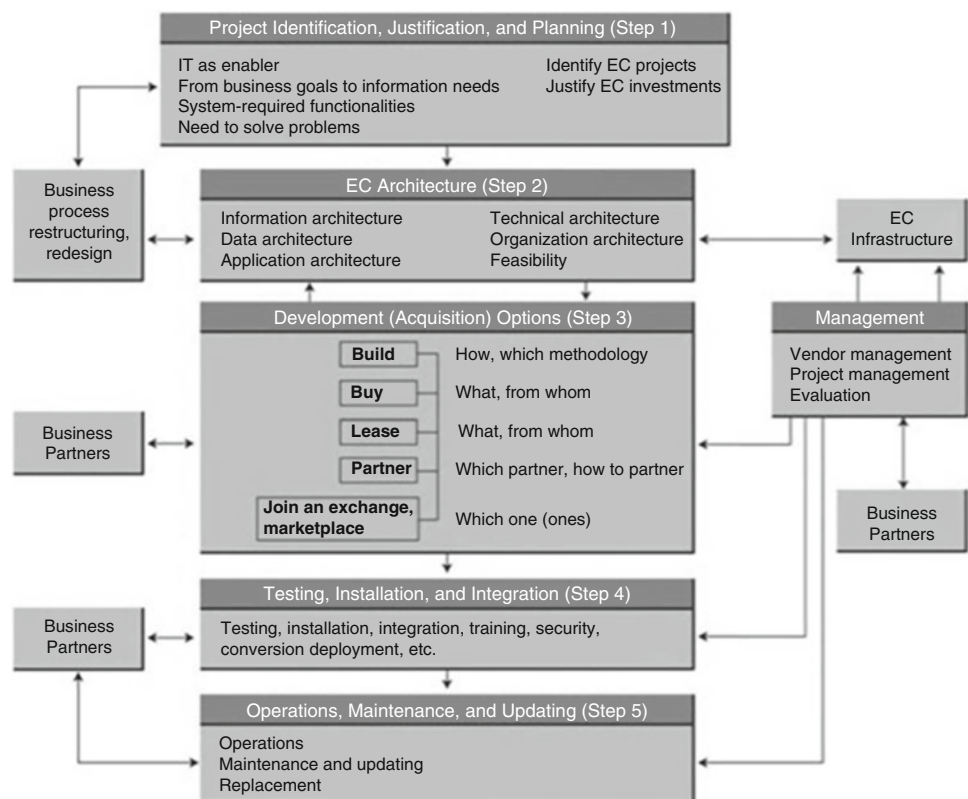 Project Identification, Justification, and Planning (Step 1)
IT as enabler
From business goals to information needs
System-required functionalities
Need to solve problems
Identify EC projects
Justify EC investments
Business
process
restructuring,
redesign
EC Architecture (Step 2)
Information architecture
Data architecture
Application architecture
Technical architecture
Organization architecture
Feasibility
EC
Infrastructure
Development (Acquisition) Options (Step 3)
Build
How, which methodology
Buy
What, from whom
Lease
What, from whom
Partner
Which partner, how to partner
Join an exchange,
marketplace
Which one (ones)
Management
Vendor management
Project management
Evaluation
Business
Partners
Business
Partners
Testing, Installation, and Integration (Step 4)
Testing, installation, integration, training, security,
conversion deployment, etc.
Business
Partners
Operations, Maintenance, and Updating (Step 5)
Operations
Maintenance and updating
Replacement